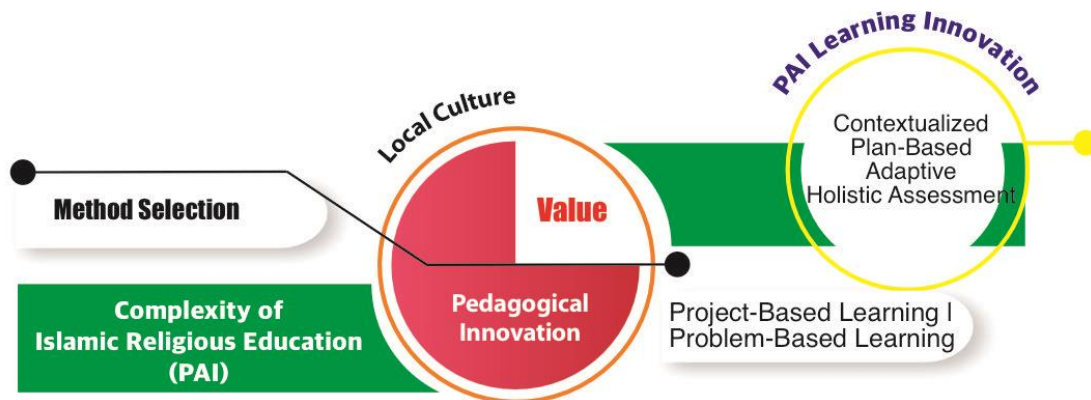 Method Selection
Complexity of
Islamic Religious Education
(PAI)
Local Culture
Value
Pedagogical
Innovation
Project-Based Learning |
Problem-Based Learning
PAI Learning Innovation
Contextualized
Plan-Based
Adaptive
Holistic Assessment